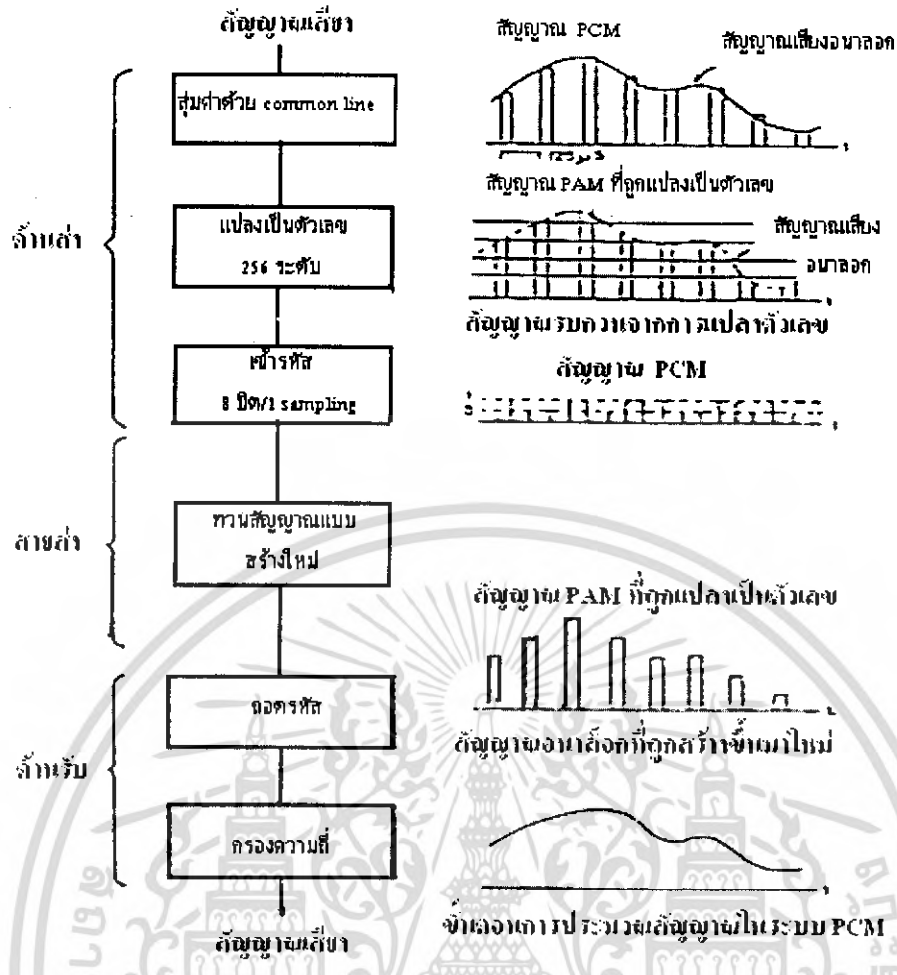 สัญญาณเสียง
สุ่มค่าด้วย common line
แปลงเป็นตัวเลข
256 ระดับ
เข้ารหัส
8 บิต/1 sampling
ทวนสัญญาณแบบ
สร้างใหม่
ถอดรหัส
กรองความถี่
สัญญาณเสียง
ด้านส่ง
สายส่ง
ด้านรับ
สัญญาณ PCM
สัญญาณเสียงอนาลอก
125 μs
สัญญาณ PAM ที่ถูกแปลงเป็นตัวเลข
สัญญาณเสียง
อนาลอก
สัญญาณรบกวนจากการแปลงตัวเลข
สัญญาณ PCM
สัญญาณ PAM ที่ถูกแปลงเป็นตัวเลข
สัญญาณอนาล็อกที่ถูกสร้างขึ้นมาใหม่
ขั้นตอนการประมวลสัญญาณในระบบ PCM